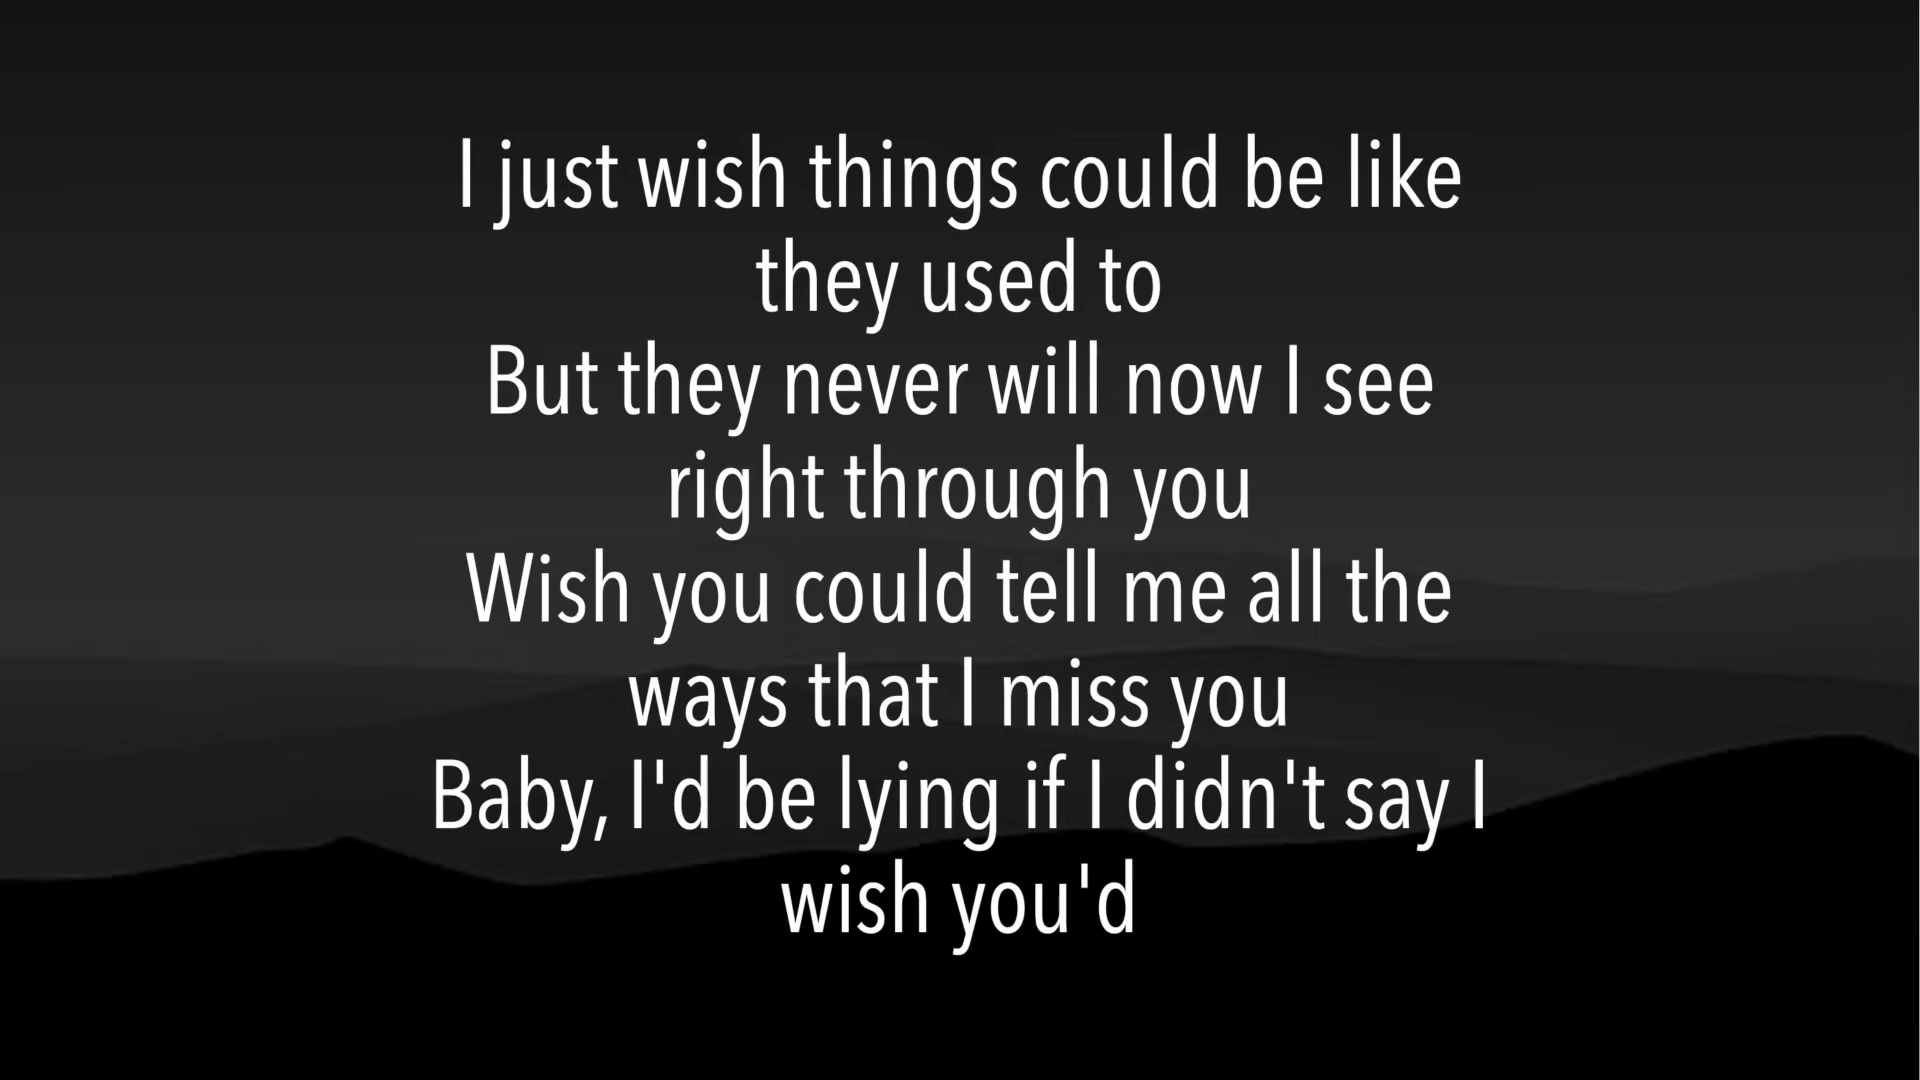 I just wish things could be like
they used to
But they never will now I see
right through you
Wish you could tell me all the
ways that I miss you
Baby, I'd be lying if I didn't say I
wish you'd